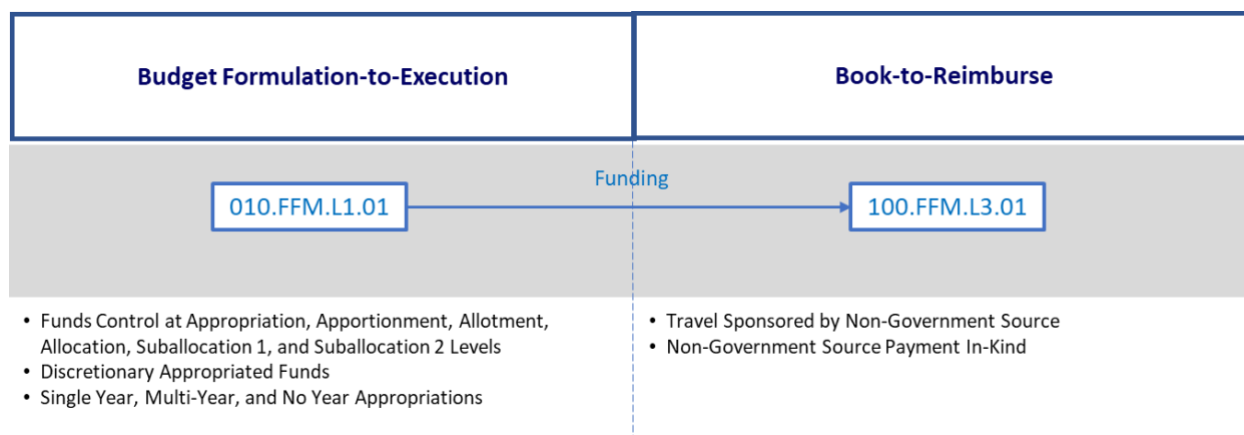 Budget Formulation-to-Execution
Book-to-Reimburse
Funding
010.FFM.L1.01
100.FFM.L3.01
• Funds Control at Appropriation, Apportionment, Allotment,
Allocation, Suballocation 1, and Suballocation 2 Levels
• Discretionary Appropriated Funds
• Single Year, Multi-Year, and No Year Appropriations
• Travel Sponsored by Non-Government Source
• Non-Government Source Payment In-Kind